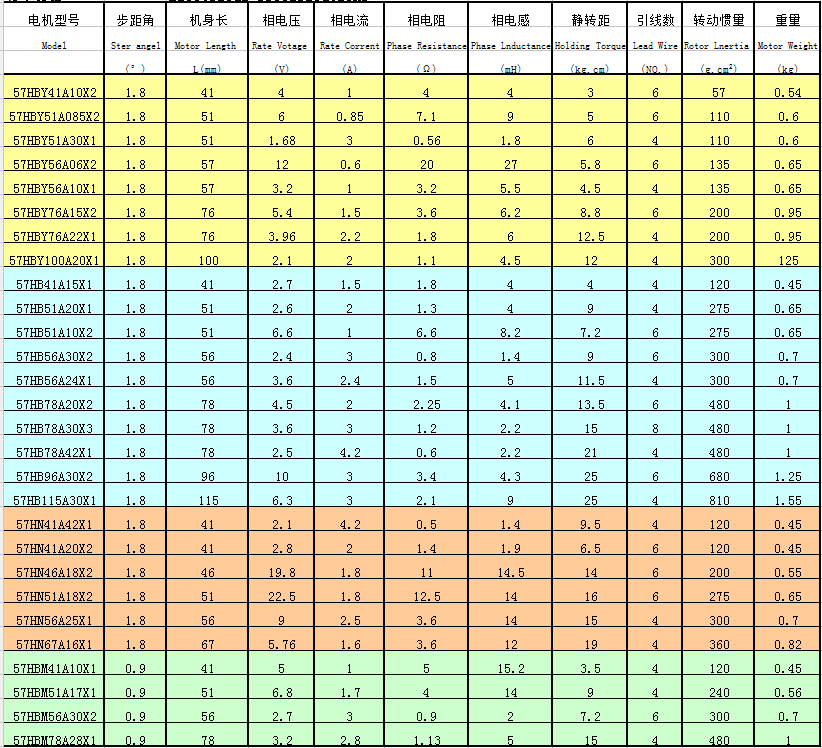 电机型号 步距角 机身长 相电压 相电流 相电阻 相电感 静转距 引线数 转动惯量 重量
Model Ster angel Motor Length Rate Votage Rate Corrent Phase Resistance Phase Lnductance Holding Torque Lead Wire Rotor Lnertia Motor Weight
(°) L(mm) (V) (A) (Ω) (mH) (kg.cm) (NO.) (g.cm²) (kg)
57HBY41A10X2 1.8 41 4 1 4 4 3 6 57 0.54
57HBY51A085X2 1.8 51 6 0.85 7.1 9 5 6 110 0.6
57HBY51A30X1 1.8 51 1.68 3 0.56 1.8 6 4 110 0.6
57HBY56A06X2 1.8 57 12 0.6 20 27 5.8 6 135 0.65
57HBY56A10X1 1.8 57 3.2 1 3.2 5.5 4.5 4 135 0.65
57HBY76A15X2 1.8 76 5.4 1.5 3.6 6.2 8.8 6 200 0.95
57HBY76A22X1 1.8 76 3.96 2.2 1.8 6 12.5 4 200 0.95
57HBY100A20X1 1.8 100 2.1 2 1.1 4.5 12 4 300 125
57HB41A15X1 1.8 41 2.7 1.5 1.8 4 4 4 120 0.45
57HB51A20X1 1.8 51 2.6 2 1.3 4 9 4 275 0.65
57HB51A10X2 1.8 51 6.6 1 6.6 8.2 7.2 6 275 0.65
57HB56A30X2 1.8 56 2.4 3 0.8 1.4 9 6 300 0.7
57HB56A24X1 1.8 56 3.6 2.4 1.5 5 11.5 4 300 0.7
57HB78A20X2 1.8 78 4.5 2 2.25 4.1 13.5 6 480 1
57HB78A30X3 1.8 78 3.6 3 1.2 2.2 15 8 480 1
57HB78A42X1 1.8 78 2.5 4.2 0.6 2.2 21 4 480 1
57HB96A30X2 1.8 96 10 3 3.4 4.3 25 6 680 1.25
57HB115A30X1 1.8 115 6.3 3 2.1 9 25 4 810 1.55
57HN41A42X1 1.8 41 2.1 4.2 0.5 1.4 9.5 4 120 0.45
57HN41A20X2 1.8 41 2.8 2 1.4 1.9 6.5 6 120 0.45
57HN46A18X2 1.8 46 19.8 1.8 11 14.5 14 6 200 0.55
57HN51A18X2 1.8 51 22.5 1.8 12.5 14 16 6 275 0.65
57HN56A25X1 1.8 56 9 2.5 3.6 14 15 4 300 0.7
57HN67A16X1 1.8 67 5.76 1.6 3.6 12 19 4 360 0.82
57HBM41A10X1 0.9 41 5 1 5 15.2 3.5 4 120 0.45
57HBM51A17X1 0.9 51 6.8 1.7 4 14 9 4 240 0.56
57HBM56A30X2 0.9 56 2.7 3 0.9 2 7.2 6 300 0.7
57HBM78A28X1 0.9 78 3.2 2.8 1.13 5 15 4 480 1